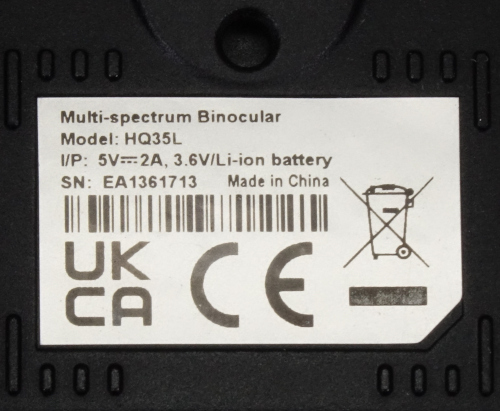 Multi-spectrum Binocular
Model: HQ35L
I/P: 5V⎓2A, 3.6V/Li-ion battery
SN: EA1361713 Made in China
UK
CA
CE